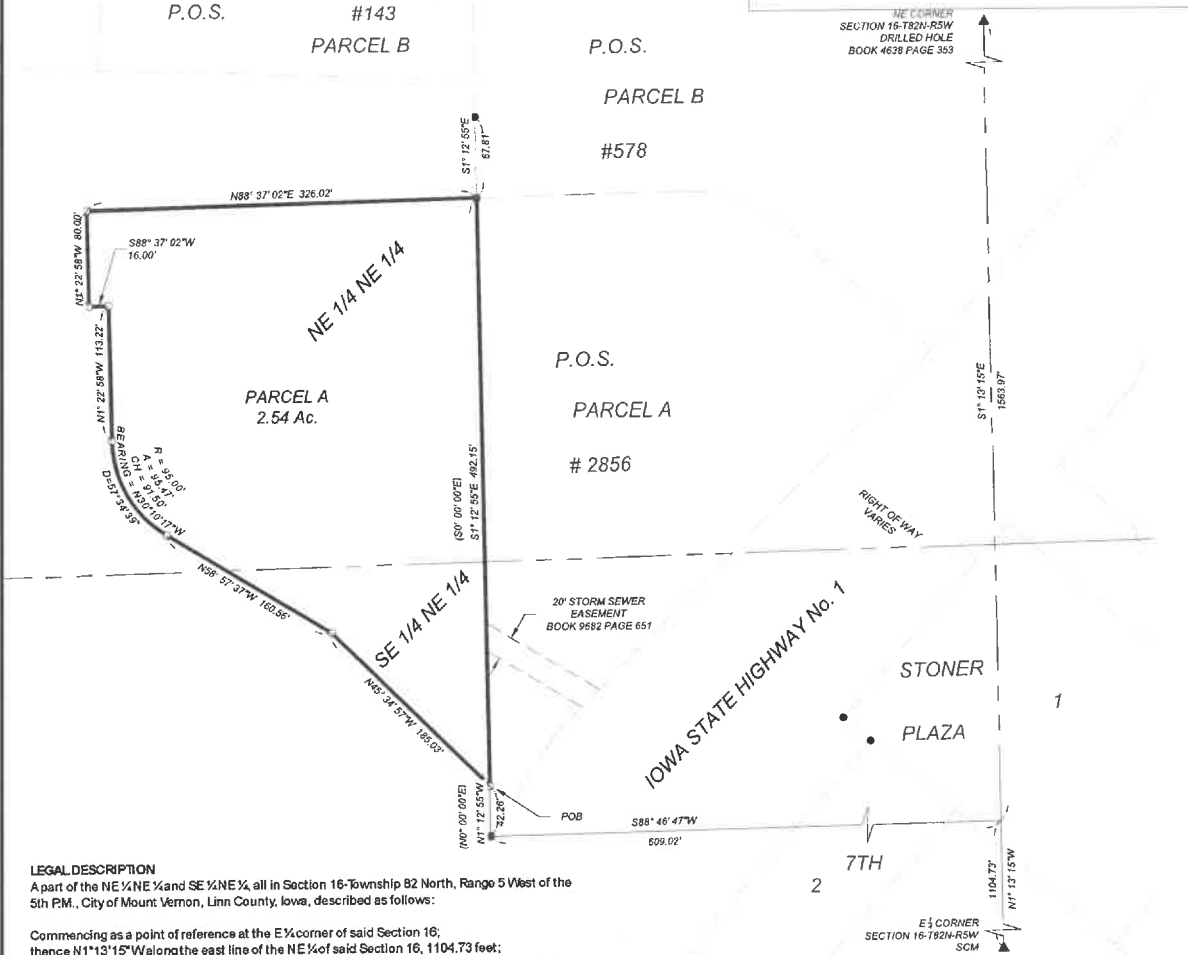 P.O.S. #143
PARCEL B
P.O.S.
PARCEL B
#578
NE CORNER
SECTION 16-T82N-R5W
DRILLED HOLE
BOOK 4638 PAGE 353
S1° 12' 55"E
67.81'
N88° 37' 02"E 326.02'
N1° 22' 58"W 80.00'
S88° 37' 02"W
16.00'
NE 1/4 NE 1/4
N1° 22' 58"W 113.22'
PARCEL A
2.54 Ac.
P.O.S.
PARCEL A
# 2856
S1° 13' 15"E
1563.97'
R = 95.00'
A = 95.47'
CH = 91.50'
BEARING = N30°10'17"W
D=57°34'39"
(S0° 00' 00"E)
S1° 12' 55"E 492.15'
RIGHT OF WAY
VARIES
N58° 57' 37"W 160.56'
SE 1/4 NE 1/4
20' STORM SEWER
EASEMENT
BOOK 9682 PAGE 651
IOWA STATE HIGHWAY No. 1
STONER
PLAZA
1
N45° 34' 57"W 185.03'
(N0° 00' 00"E)
N1° 12' 55"W
42.26'
POB
S88° 46' 47"W
609.02'
7TH
2
1104.73'
N1° 13' 15"W
E ¼ CORNER
SECTION 16-T82N-R5W
SCM
LEGAL DESCRIPTION
A part of the NE ¼ NE ¼ and SE ¼ NE ¼, all in Section 16-Township 82 North, Range 5 West of the
5th P.M., City of Mount Vernon, Linn County, Iowa, described as follows:
Commencing as a point of reference at the E ¼ corner of said Section 16;
thence N1°13'15"W along the east line of the NE ¼ of said Section 16, 1104.73 feet;